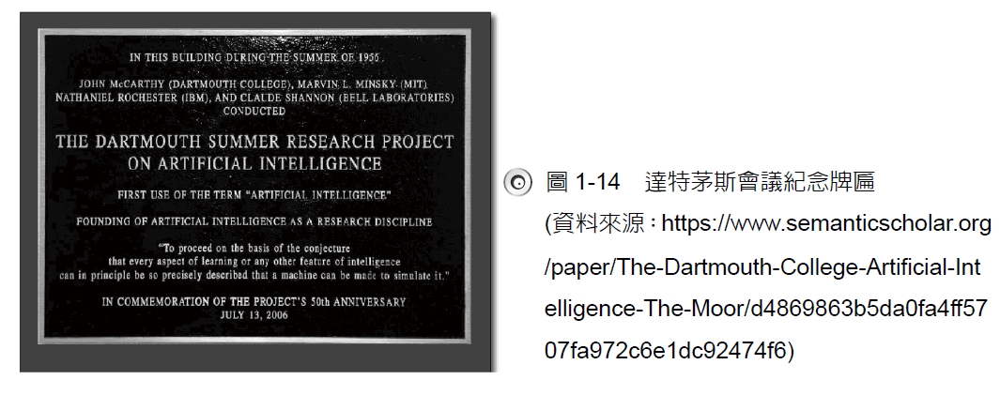 IN THIS BUILDING DURING THE SUMMER OF 1956
JOHN McCARTHY (DARTMOUTH COLLEGE), MARVIN L. MINSKY (MIT)
NATHANIEL ROCHESTER (IBM), AND CLAUDE SHANNON (BELL LABORATORIES)
CONDUCTED
THE DARTMOUTH SUMMER RESEARCH PROJECT
ON ARTIFICIAL INTELLIGENCE
FIRST USE OF THE TERM “ARTIFICIAL INTELLIGENCE”
FOUNDING OF ARTIFICIAL INTELLIGENCE AS A RESEARCH DISCIPLINE
“To proceed on the basis of the conjecture
that every aspect of learning or any other feature of intelligence
can in principle be so precisely described that a machine can be made to simulate it.”
IN COMMEMORATION OF THE PROJECT’S 50th ANNIVERSARY
JULY 13, 2006
圖 1-14 達特茅斯會議紀念牌匾
(資料來源：https://www.semanticscholar.org
/paper/The-Dartmouth-College-Artificial-Int
elligence-The-Moor/d4869863b5da0fa4ff57
07fa972c6e1dc92474f6)